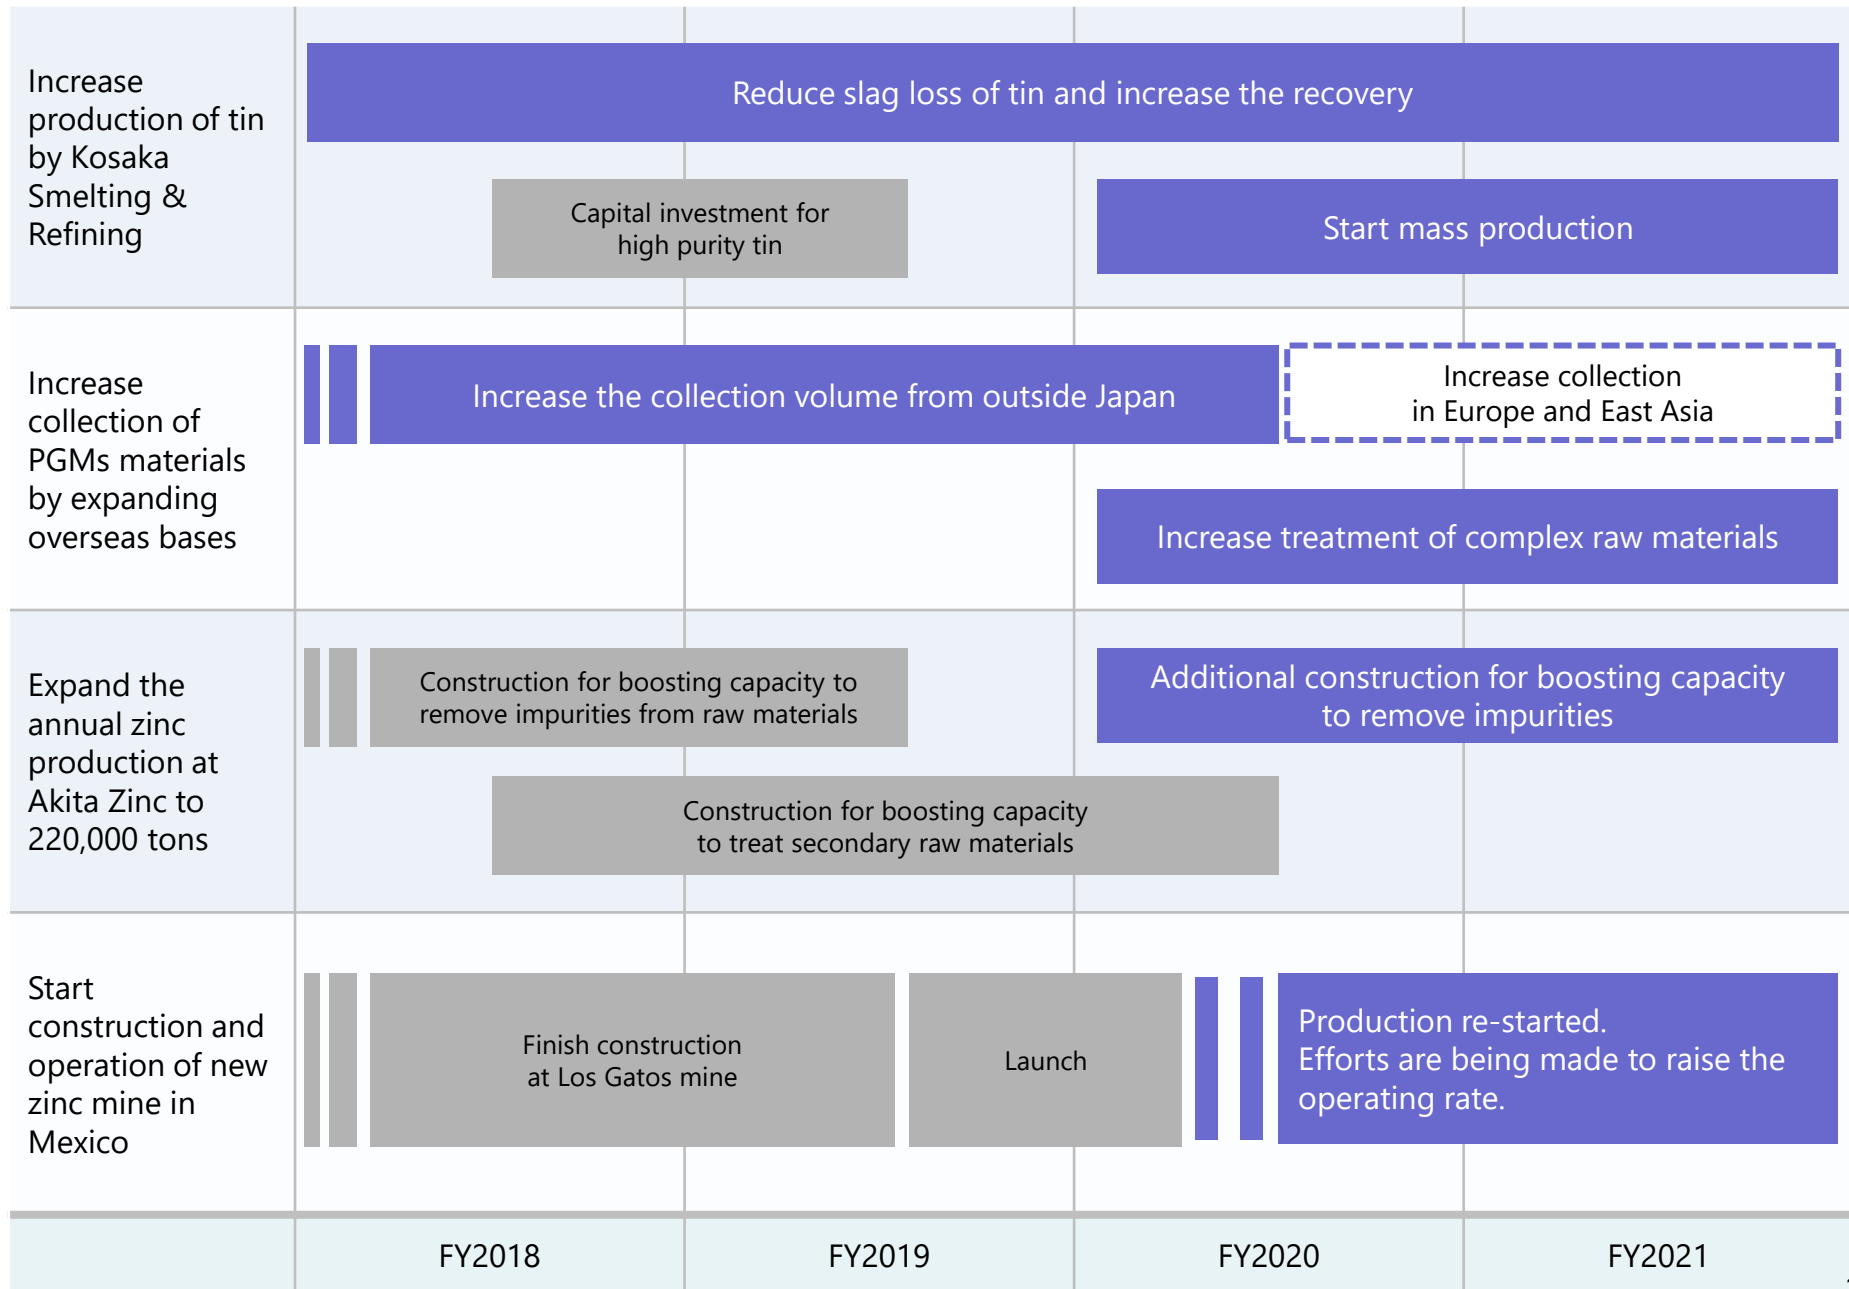 Increase
production of tin
by Kosaka
Smelting &
Refining
Reduce slag loss of tin and increase the recovery
Capital investment for
high purity tin
Start mass production
Increase
collection of
PGMs materials
by expanding
overseas bases
Increase the collection volume from outside Japan
Increase collection
in Europe and East Asia
Increase treatment of complex raw materials
Expand the
annual zinc
production at
Akita Zinc to
220,000 tons
Construction for boosting capacity to
remove impurities from raw materials
Additional construction for boosting capacity
to remove impurities
Construction for boosting capacity
to treat secondary raw materials
Start
construction and
operation of new
zinc mine in
Mexico
Finish construction
at Los Gatos mine
Launch
Production re-started.
Efforts are being made to raise the
operating rate.
FY2018
FY2019
FY2020
FY2021